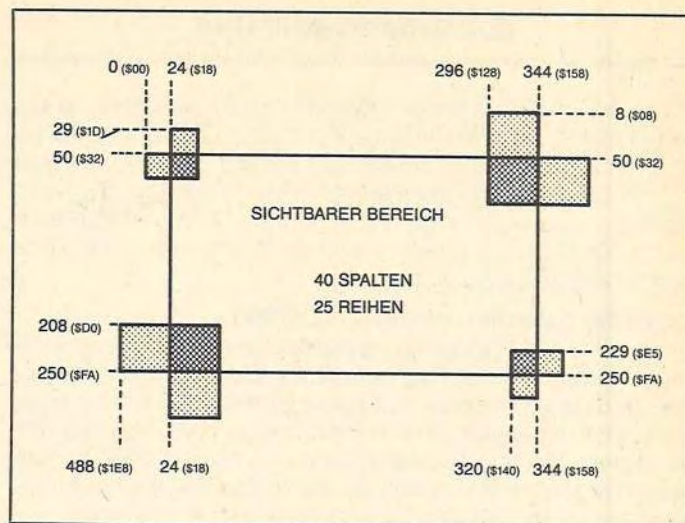 0 ($00) 24 ($18) 296 ($128) 344 ($158)
8 ($08)
29 ($1D)
50 ($32) 50 ($32)
SICHTBARER BEREICH
40 SPALTEN
25 REIHEN
208 ($D0)
229 ($E5)
250 ($FA) 250 ($FA)
488 ($1E8) 24 ($18) 320 ($140) 344 ($158)